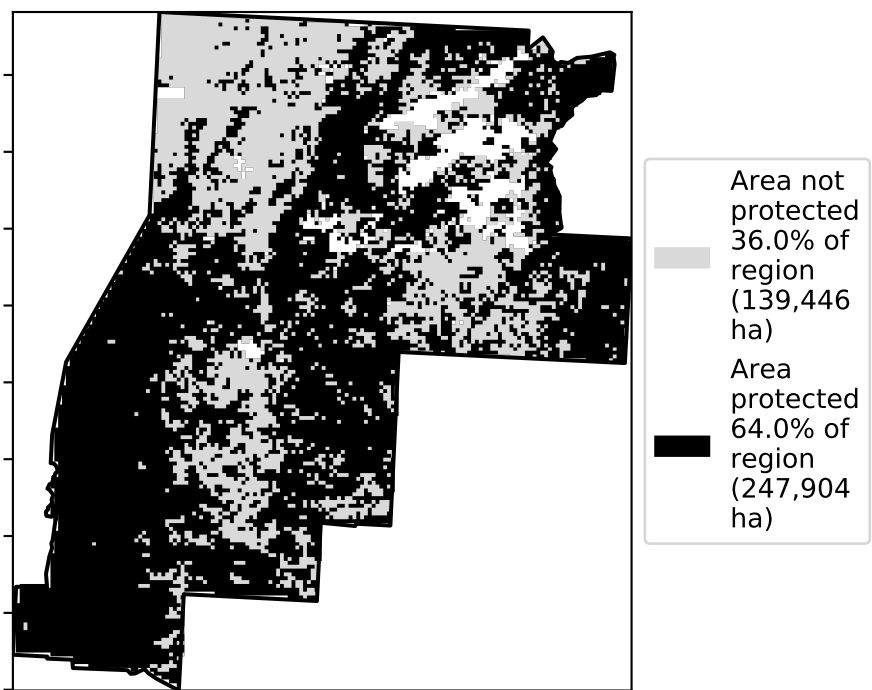 Area not
protected
36.0% of
region
(139,446
ha)
Area
protected
64.0% of
region
(247,904
ha)